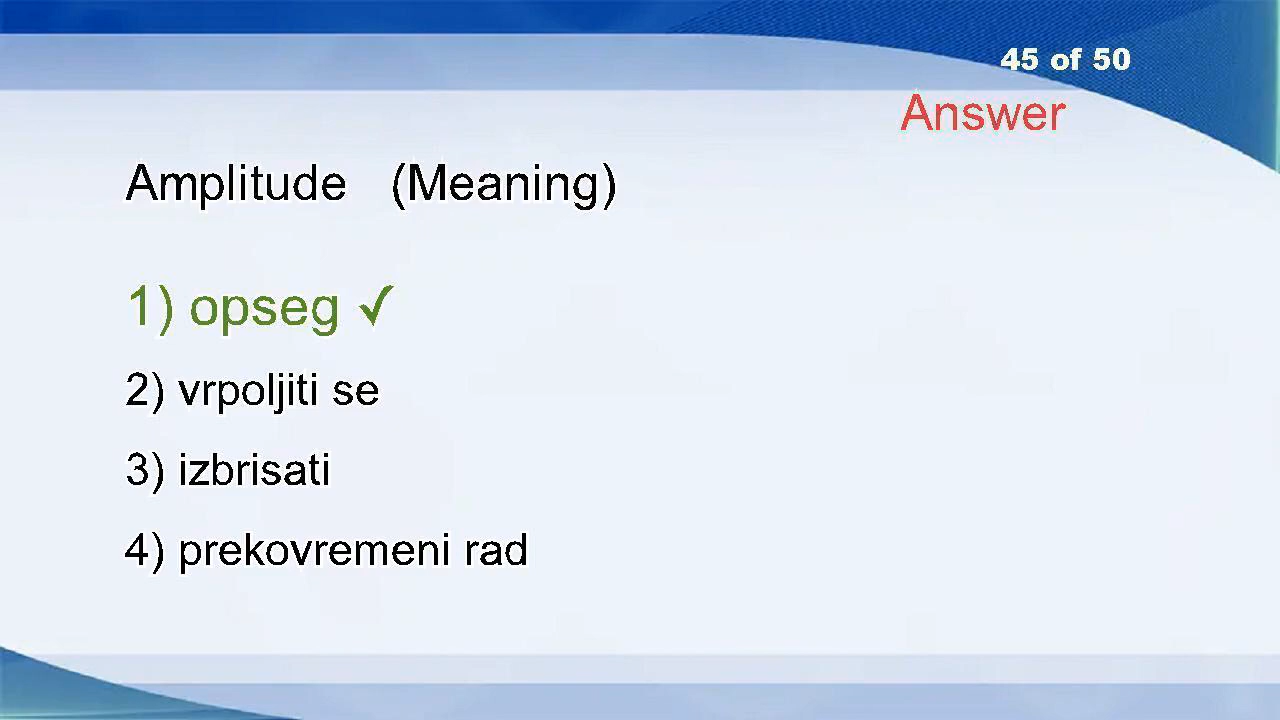 45 of 50
Answer
Amplitude (Meaning)
1) opseg ✓
2) vrpoljiti se
3) izbrisati
4) prekovremeni rad